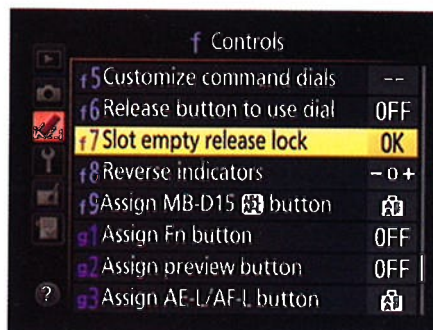 f Controls
f5 Customize command dials --
f6 Release button to use dial OFF
f7 Slot empty release lock OK
f8 Reverse indicators -0+
f9 Assign MB-D15 button
g1 Assign Fn button OFF
g2 Assign preview button OFF
g3 Assign AE-L/AF-L button
?